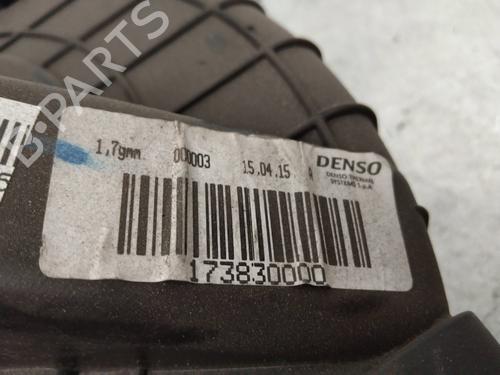 1,7gmm 000003 15.04.15 A DENSO
DENSO THERMAL
SYSTEMS S.p.A
173830000
B-PARTS